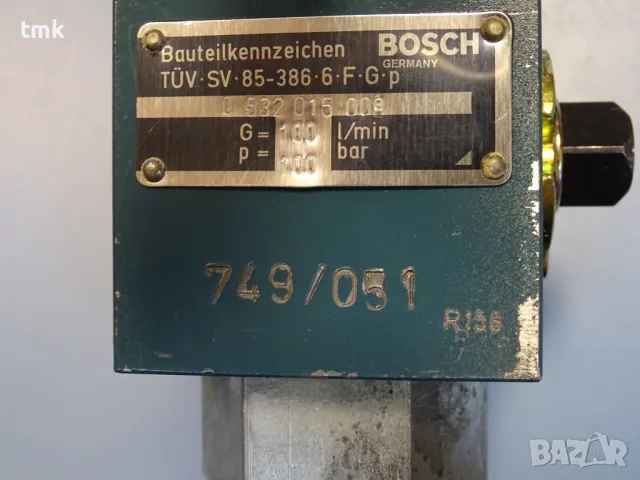 tmk
Bauteilkennzeichen BOSCH
GERMANY
TÜV·SV·85-386·6·F·G·p
0 532 015 008
G = 100 l/min
p = 100 bar
749/051
R156
BAZAR